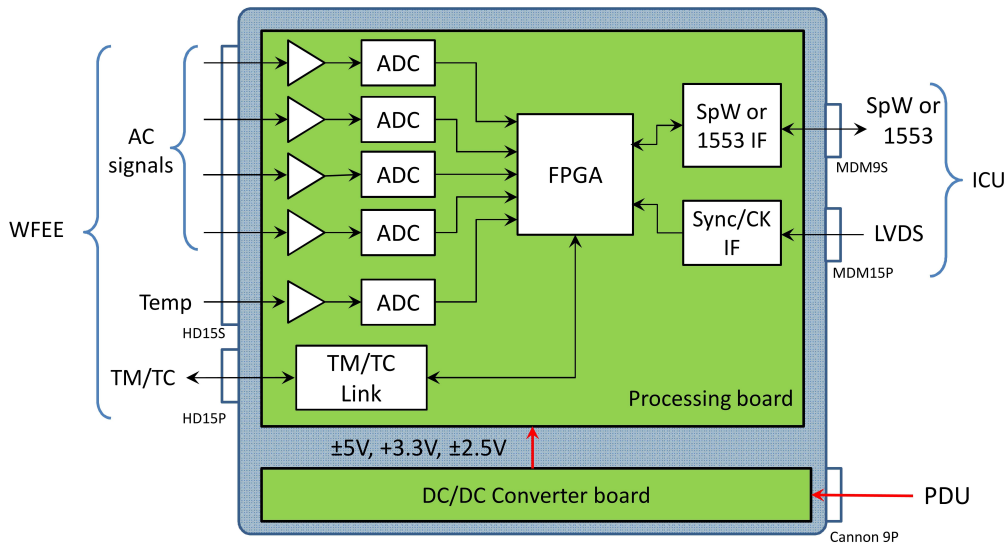 WFEE
AC
signals
Temp
HD15S
TM/TC
HD15P
ADC
ADC
ADC
ADC
ADC
TM/TC
Link
FPGA
SpW or
1553 IF
Sync/CK
IF
Processing board
SpW or
1553
MDM9S
ICU
LVDS
MDM15P
±5V, +3.3V, ±2.5V
DC/DC Converter board
PDU
Cannon 9P